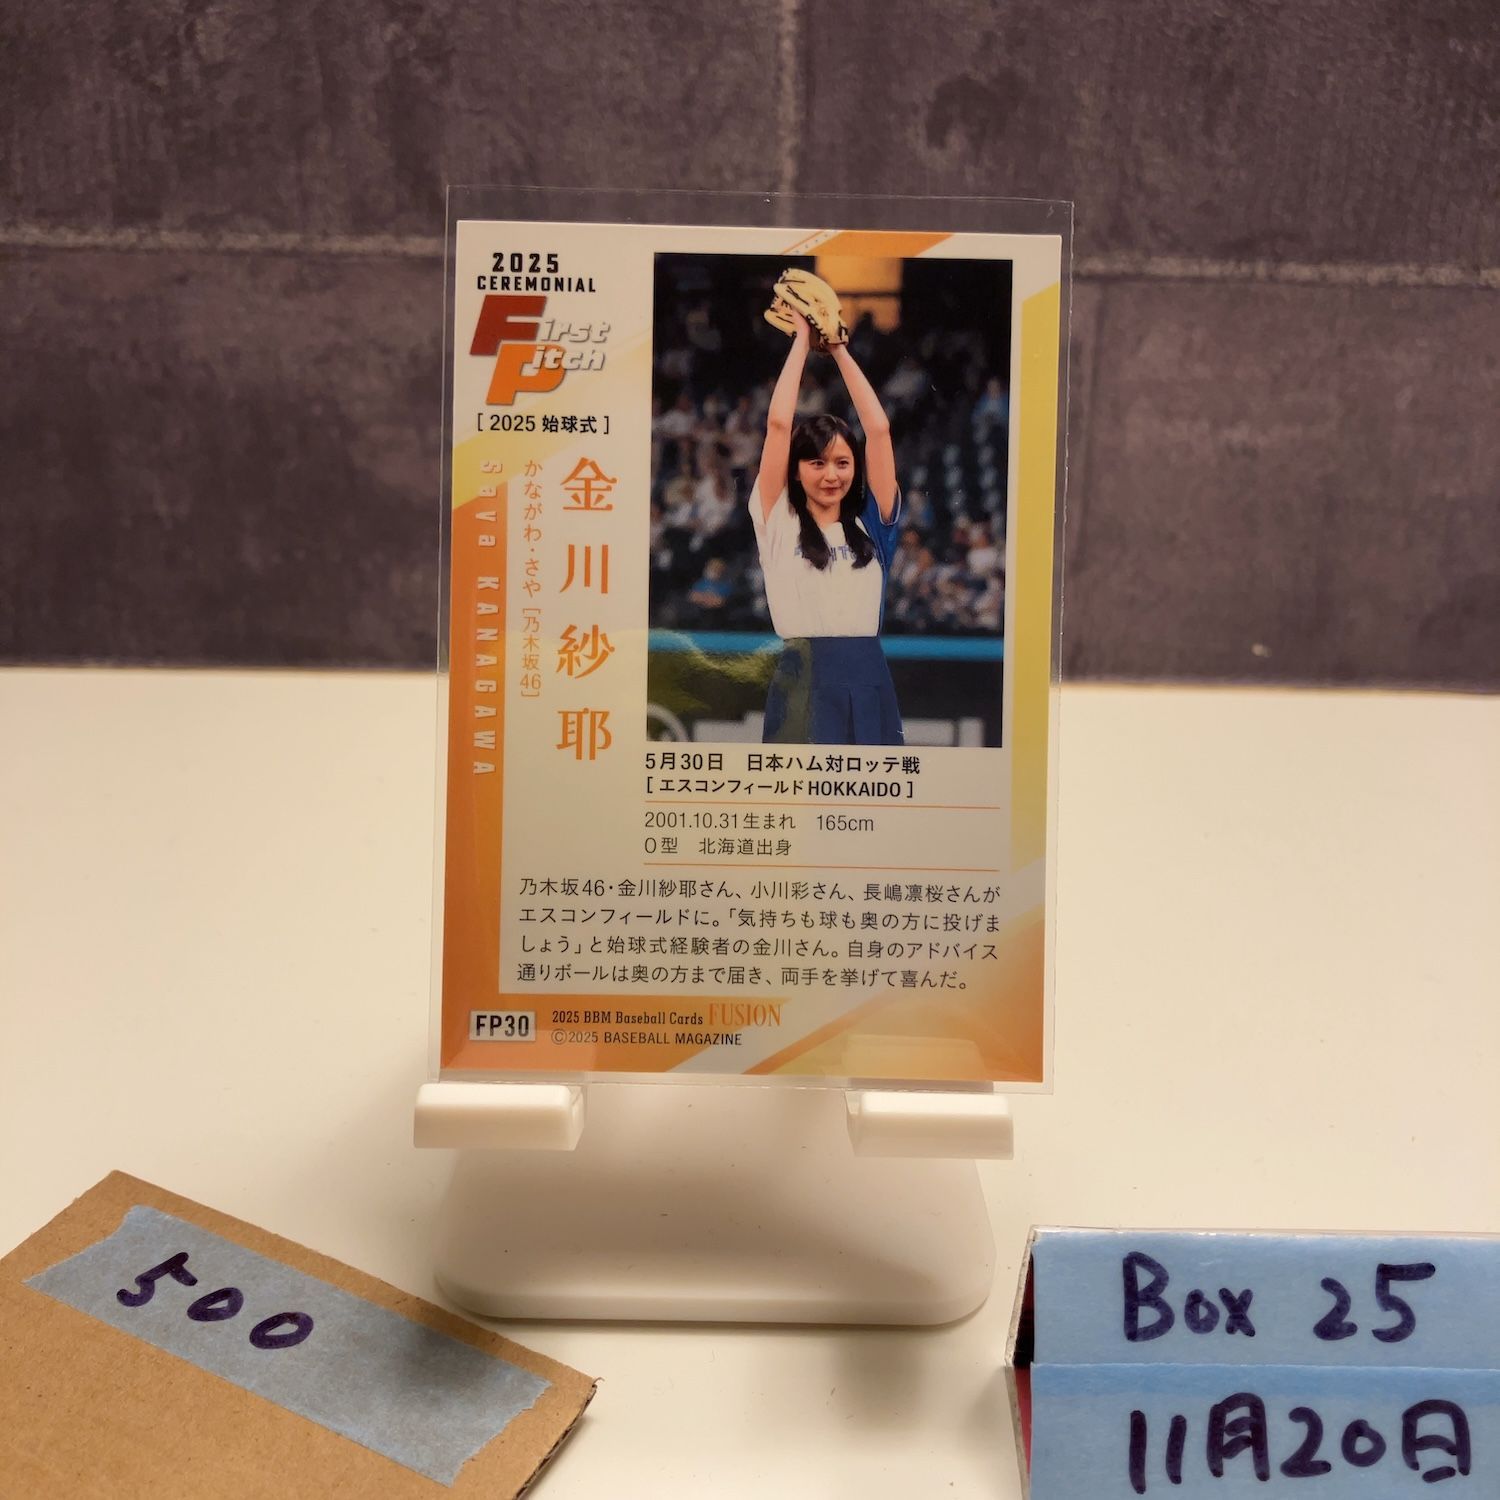 2025
CEREMONIAL
First
Pitch
[ 2025 始球式 ]
金川紗耶
かながわ・さや [乃木坂46]
Saya KANAGAWA
5月30日 日本ハム対ロッテ戦
[ エスコンフィールドHOKKAIDO ]
2001.10.31生まれ 165cm
O型 北海道出身
乃木坂46・金川紗耶さん、小川彩さん、長嶋凛桜さんが
エスコンフィールドに。「気持ちも球も奥の方に投げま
しょう」と始球式経験者の金川さん。自身のアドバイス
通りボールは奥の方まで届き、両手を挙げて喜んだ。
FP30
2025 BBM Baseball Cards FUSION
©2025 BASEBALL MAGAZINE
500
Box 25
11月20日